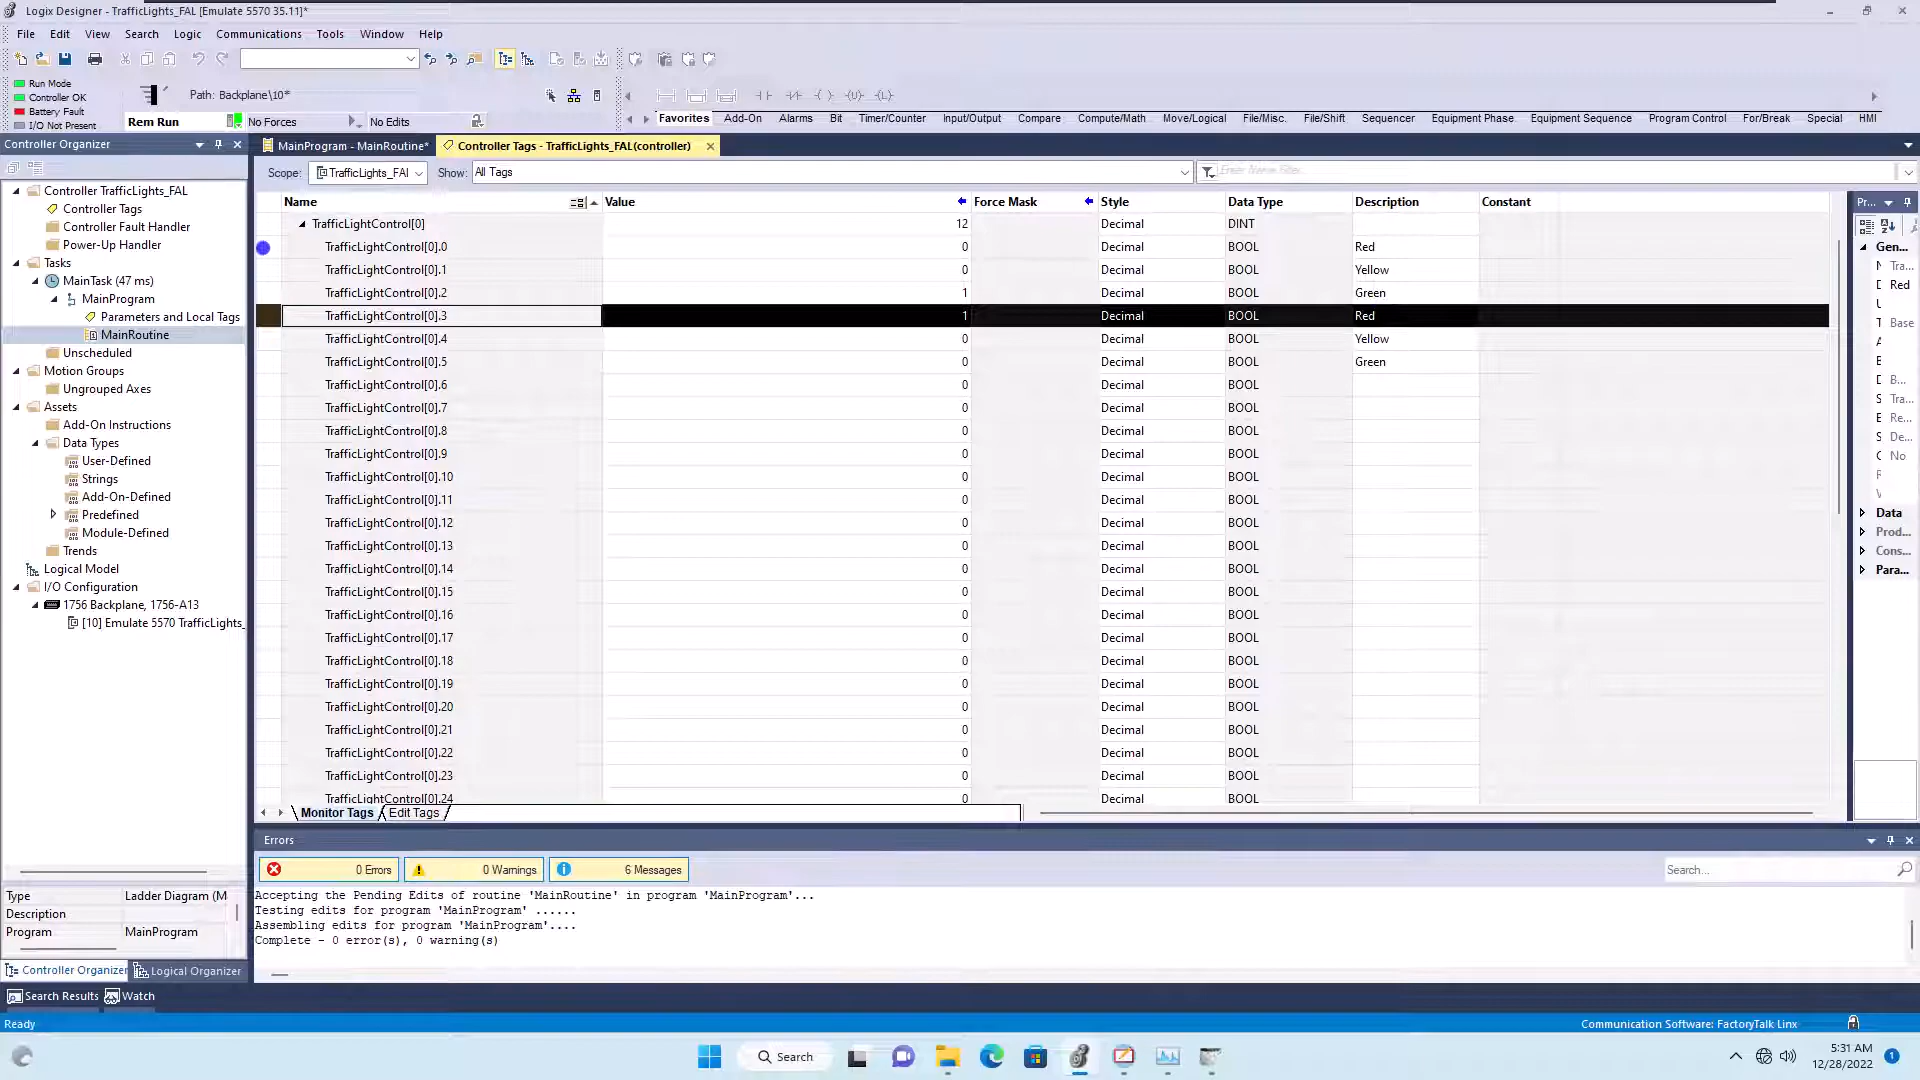 Logix Designer - TrafficLights_FAL [Emulate 5570 35.11]*
File Edit View Search Logic Communications Tools Window Help
Run Mode
Controller OK
Battery Fault
I/O Not Present
Path: Backplane\10*
Rem Run No Forces No Edits
Favorites Add-On Alarms Bit Timer/Counter Input/Output Compare Compute/Math Move/Logical File/Misc. File/Shift Sequencer Equipment Phase Equipment Sequence Program Control For/Break Special HMI
Controller Organizer
Controller TrafficLights_FAL
Controller Tags
Controller Fault Handler
Power-Up Handler
Tasks
MainTask (47 ms)
MainProgram
Parameters and Local Tags
MainRoutine
Unscheduled
Motion Groups
Ungrouped Axes
Assets
Add-On Instructions
Data Types
User-Defined
Strings
Add-On-Defined
Predefined
Module-Defined
Trends
Logical Model
I/O Configuration
1756 Backplane, 1756-A13
[10] Emulate 5570 TrafficLights_
Type Ladder Diagram (M
Description
Program MainProgram
Controller Organizer Logical Organizer
MainProgram - MainRoutine* Controller Tags - TrafficLights_FAL(controller)
Scope: TrafficLights_FAL Show: All Tags Enter Name Filter...
Name Value Force Mask Style Data Type Description Constant
TrafficLightControl[0] 12 Decimal DINT
TrafficLightControl[0].0 0 Decimal BOOL Red
TrafficLightControl[0].1 0 Decimal BOOL Yellow
TrafficLightControl[0].2 1 Decimal BOOL Green
TrafficLightControl[0].3 1 Decimal BOOL Red
TrafficLightControl[0].4 0 Decimal BOOL Yellow
TrafficLightControl[0].5 0 Decimal BOOL Green
TrafficLightControl[0].6 0 Decimal BOOL
TrafficLightControl[0].7 0 Decimal BOOL
TrafficLightControl[0].8 0 Decimal BOOL
TrafficLightControl[0].9 0 Decimal BOOL
TrafficLightControl[0].10 0 Decimal BOOL
TrafficLightControl[0].11 0 Decimal BOOL
TrafficLightControl[0].12 0 Decimal BOOL
TrafficLightControl[0].13 0 Decimal BOOL
TrafficLightControl[0].14 0 Decimal BOOL
TrafficLightControl[0].15 0 Decimal BOOL
TrafficLightControl[0].16 0 Decimal BOOL
TrafficLightControl[0].17 0 Decimal BOOL
TrafficLightControl[0].18 0 Decimal BOOL
TrafficLightControl[0].19 0 Decimal BOOL
TrafficLightControl[0].20 0 Decimal BOOL
TrafficLightControl[0].21 0 Decimal BOOL
TrafficLightControl[0].22 0 Decimal BOOL
TrafficLightControl[0].23 0 Decimal BOOL
TrafficLightControl[0].24 0 Decimal BOOL
Monitor Tags Edit Tags
Pr...
Gen...
Tra...
D Red
U
T Base
A
E
D B...
S Tra...
E Re...
S De...
C No
Data
Prod...
Cons...
Para...
Errors
0 Errors 0 Warnings 6 Messages Search...
Accepting the Pending Edits of routine 'MainRoutine' in program 'MainProgram'...
Testing edits for program 'MainProgram' ......
Assembling edits for program 'MainProgram'....
Complete - 0 error(s), 0 warning(s)
Search Results Watch
Ready Communication Software: FactoryTalk Linx
Search 5:31 AM
12/28/2022 1